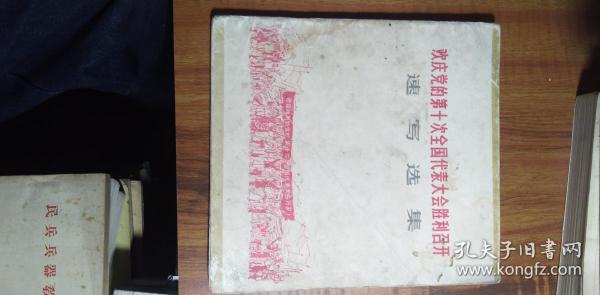 欢庆党的第十次全国代表大会胜利召开
速写选集
民兵兵器
孔夫子旧书网
www.kongfz.com